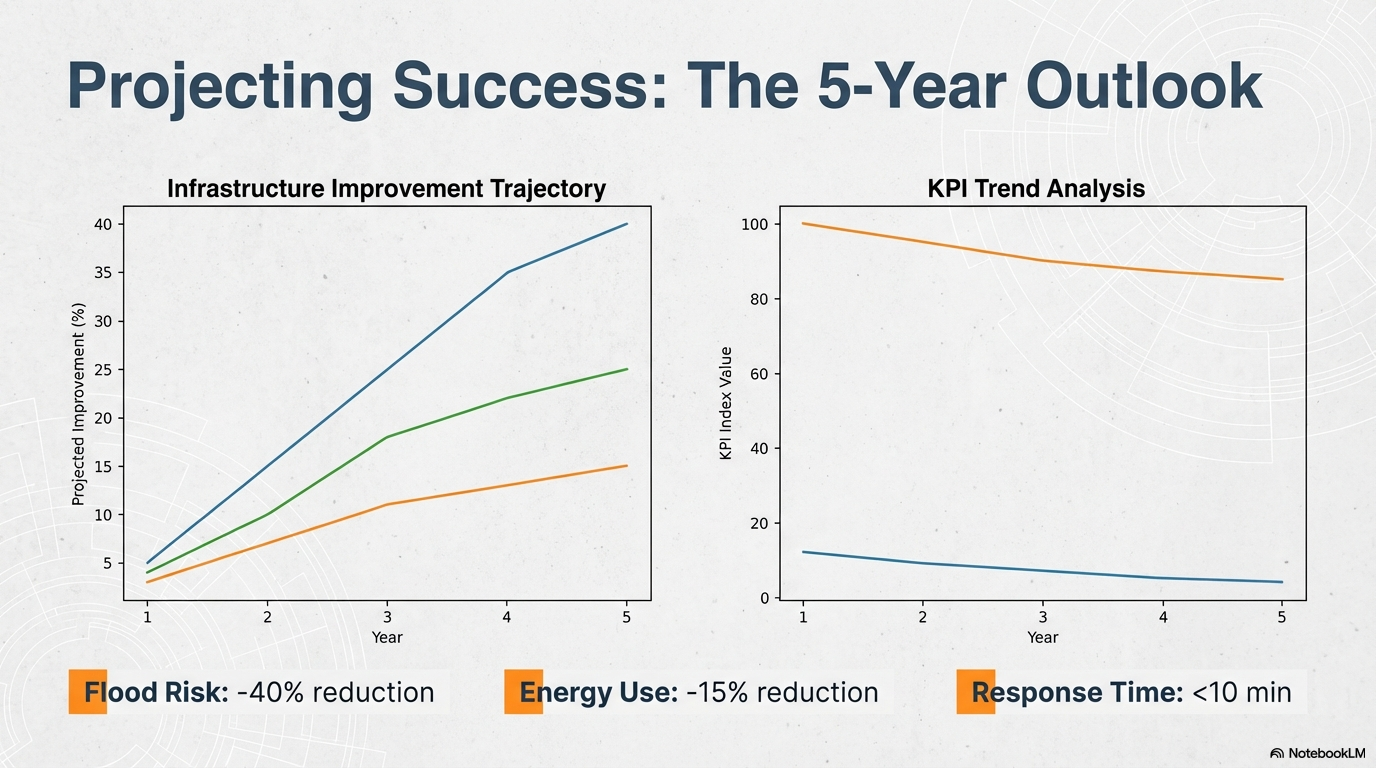 Projecting Success: The 5-Year Outlook
Infrastructure Improvement Trajectory
Projected Improvement (%)
40
35
30
25
20
15
10
5
1 2 3 4 5
Year
KPI Trend Analysis
KPI Index Value
100
80
60
40
20
0
1 2 3 4 5
Year
Flood Risk: -40% reduction
Energy Use: -15% reduction
Response Time: <10 min
NotebookLM